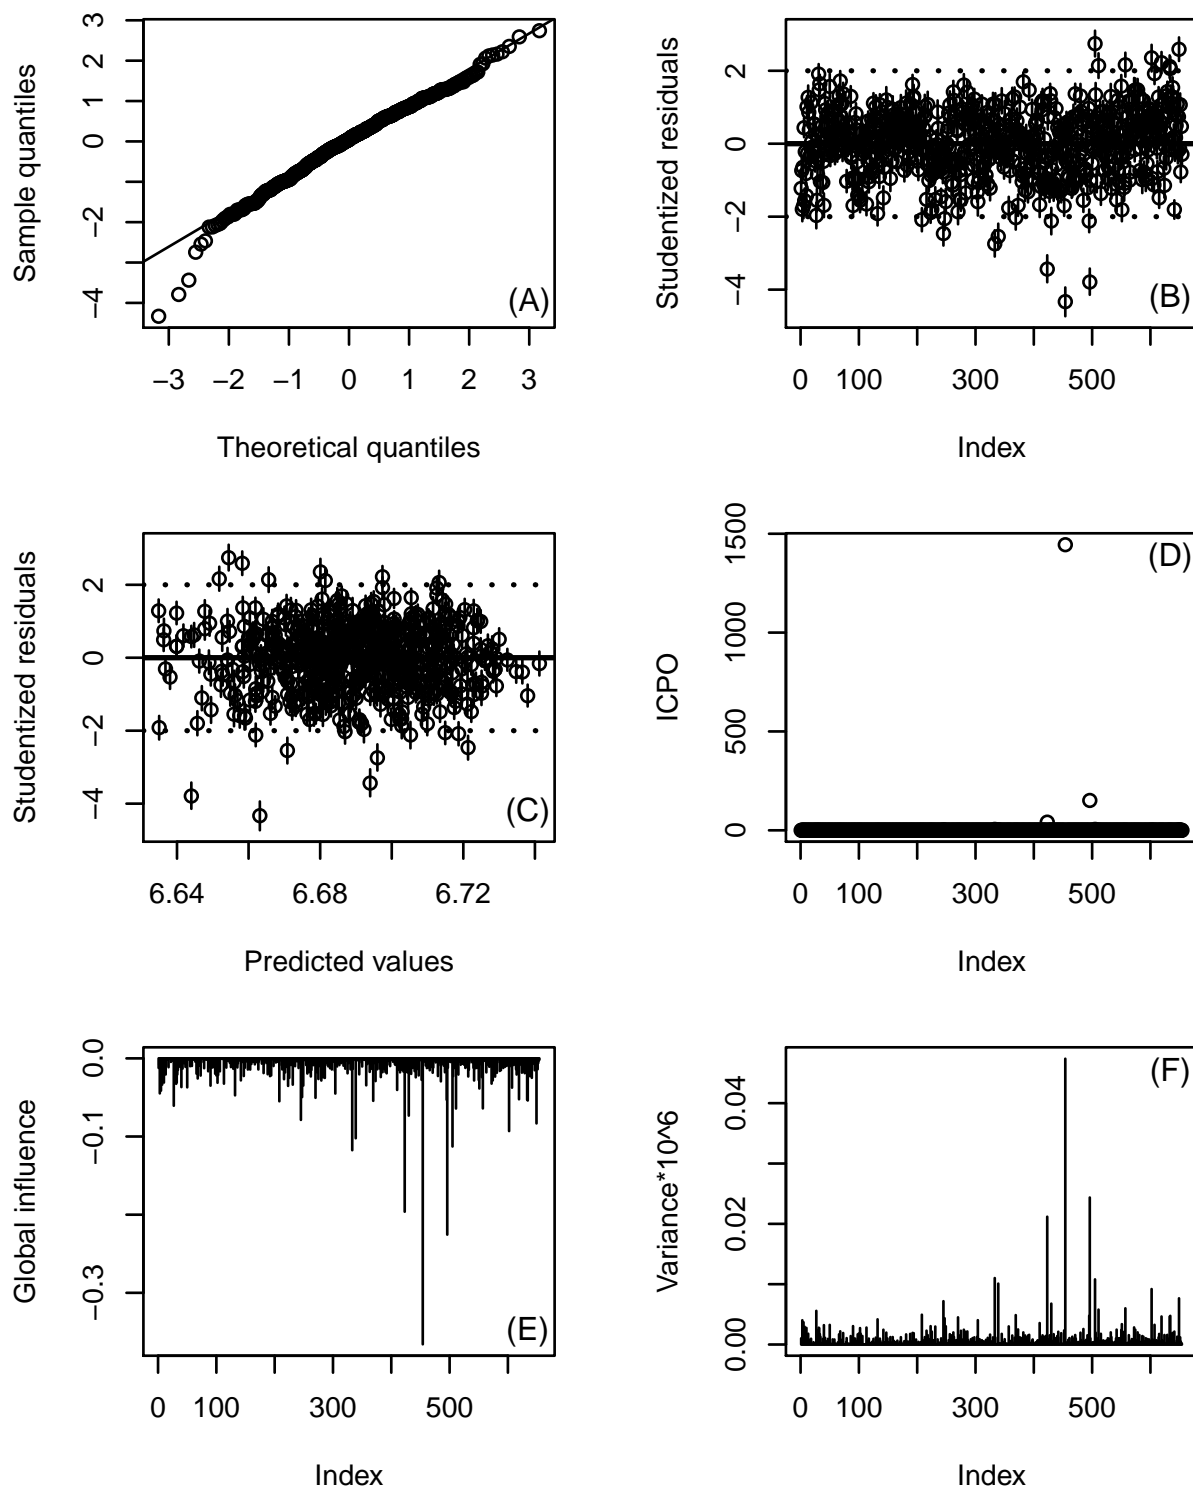 Sample quantiles
3
2
1
0
−2
−4
(A)
−3 −2 −1 0 1 2 3
Theoretical quantiles
Studentized residuals
2
0
−2
−4
(B)
0 100 300 500
Index
Studentized residuals
2
0
−2
−4
(C)
6.64 6.68 6.72
Predicted values
ICPO
1500
1000
500
0
(D)
0 100 300 500
Index
Global influence
0.0
−0.1
−0.3
(E)
0 100 300 500
Index
Variance*10^6
0.04
0.02
0.00
(F)
0 100 300 500
Index